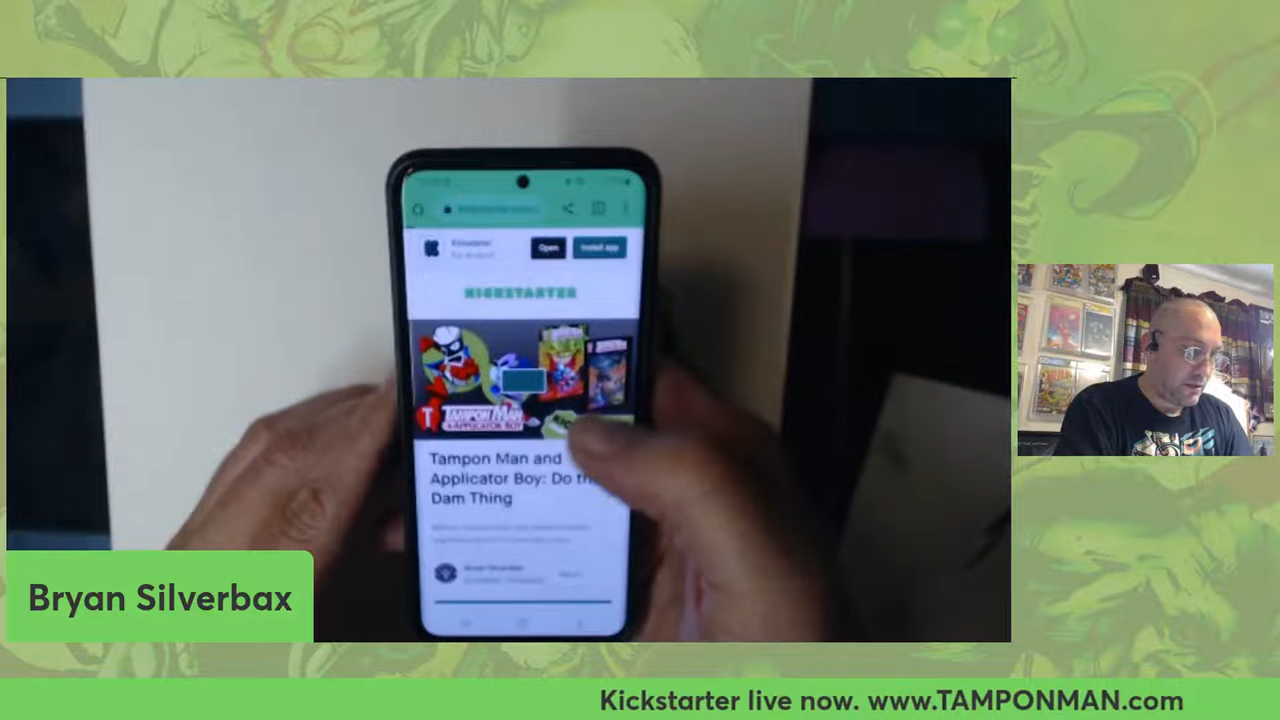 Kickstarter
Open
Install app
KICKSTARTER
TAMPON MAN
& APPLICATOR BOY
Tampon Man and
Applicator Boy: Do th
Dam Thing
Bryan Silverbax
Kickstarter live now. www.TAMPONMAN.com